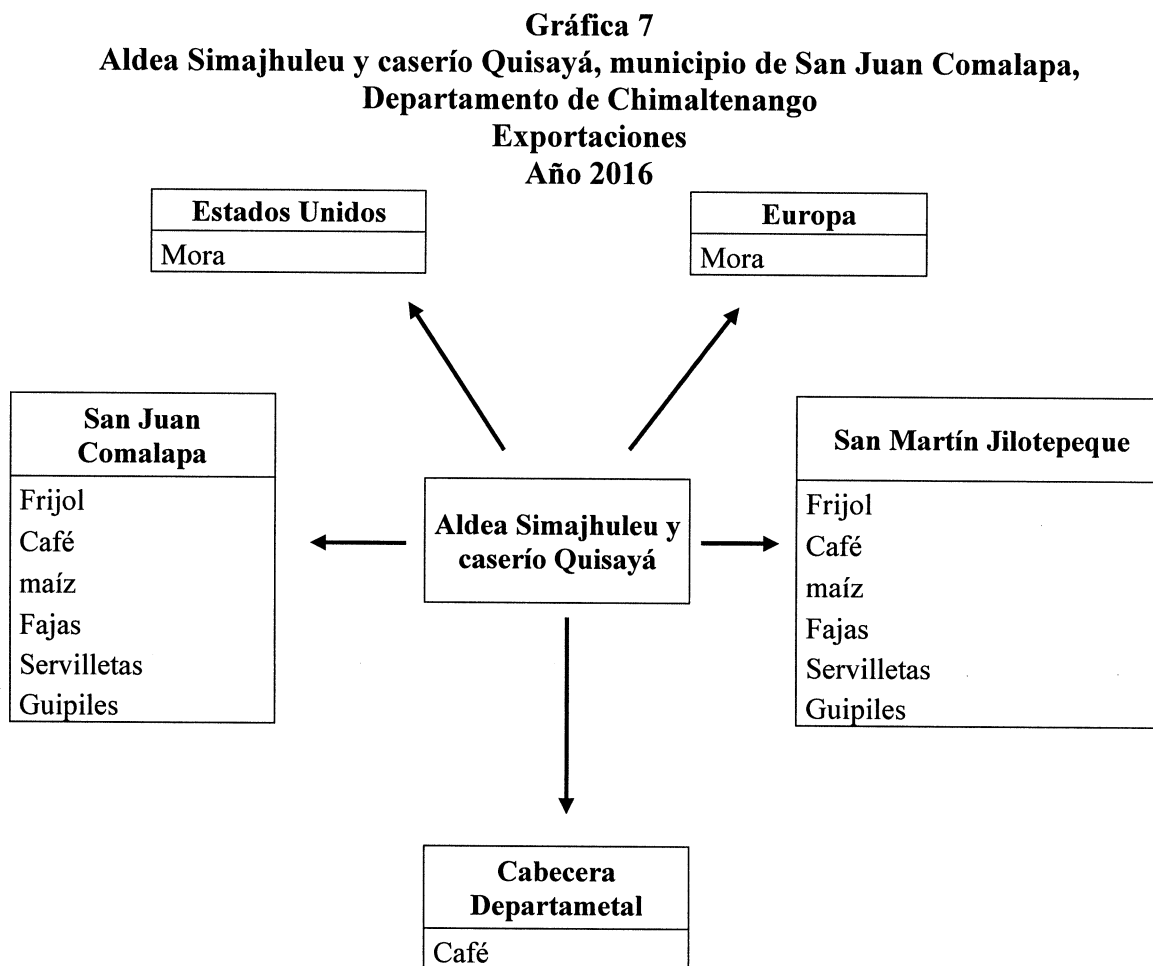 Gráfica 7
Aldea Simajhuleu y caserío Quisayá, municipio de San Juan Comalapa,
Departamento de Chimaltenango
Exportaciones
Año 2016
Estados Unidos
Mora
Europa
Mora
San Juan
Comalapa
Frijol
Café
maíz
Fajas
Servilletas
Guipiles
Aldea Simajhuleu y
caserío Quisayá
San Martín Jilotepeque
Frijol
Café
maíz
Fajas
Servilletas
Guipiles
Cabecera
Departametal
Café